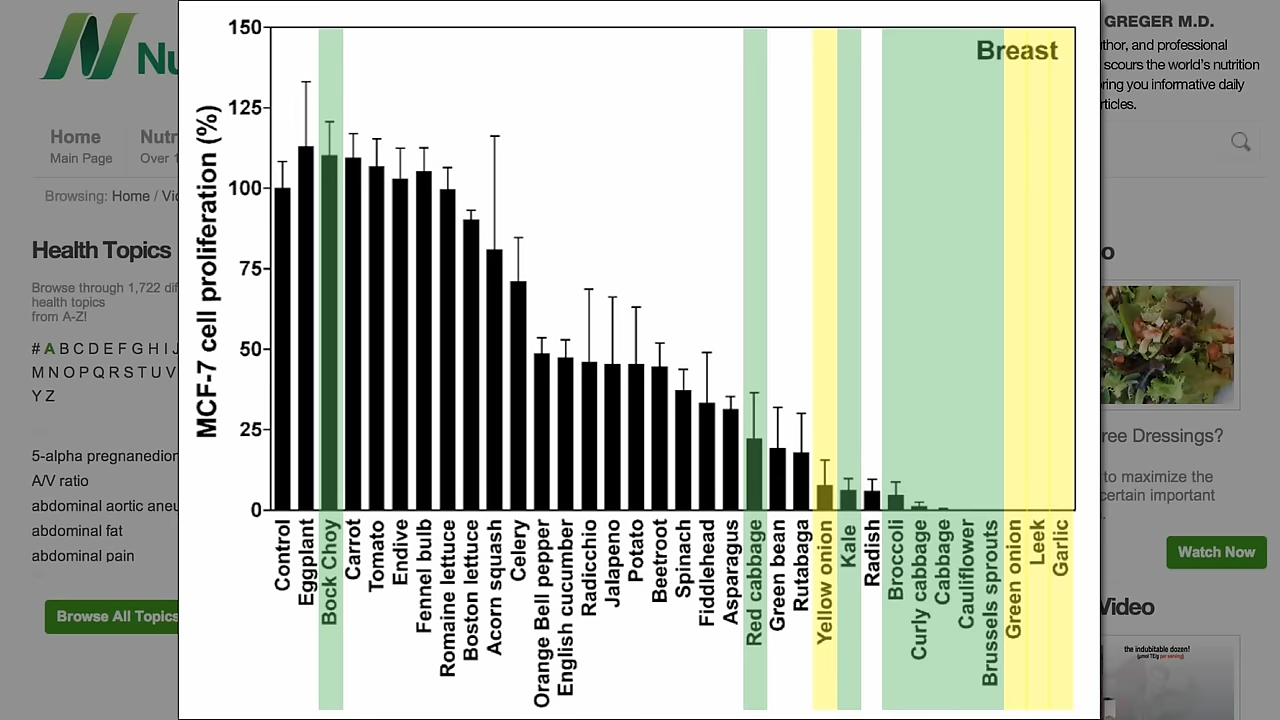 Nu
Home
Main Page
Nutr
Over 1
Browsing: Home / Vid
Health Topics
Browse through 1,722 dif
health topics
from A-Z!
# A B C D E F G H I J
M N O P Q R S T U V
Y Z
5-alpha pregnanedion
A/V ratio
abdominal aortic aneu
abdominal fat
abdominal pain
Browse All Topics
Breast
MCF-7 cell proliferation (%)
150
125
100
75
50
25
0
Control
Eggplant
Bock Choy
Carrot
Tomato
Endive
Fennel bulb
Romaine lettuce
Boston lettuce
Acorn squash
Celery
Orange Bell pepper
English cucumber
Radicchio
Jalapeno
Potato
Beetroot
Spinach
Fiddlehead
Asparagus
Red cabbage
Green bean
Rutabaga
Yellow onion
Kale
Radish
Broccoli
Curly cabbage
Cabbage
Cauliflower
Brussels sprouts
Green onion
Leek
Garlic
GREGER M.D.
thor, and professional
scours the world's nutrition
ring you informative daily
rticles.
o
ree Dressings?
to maximize the
certain important
Watch Now
Video
the indubitable dozen!
(µmol TE/g per serving)